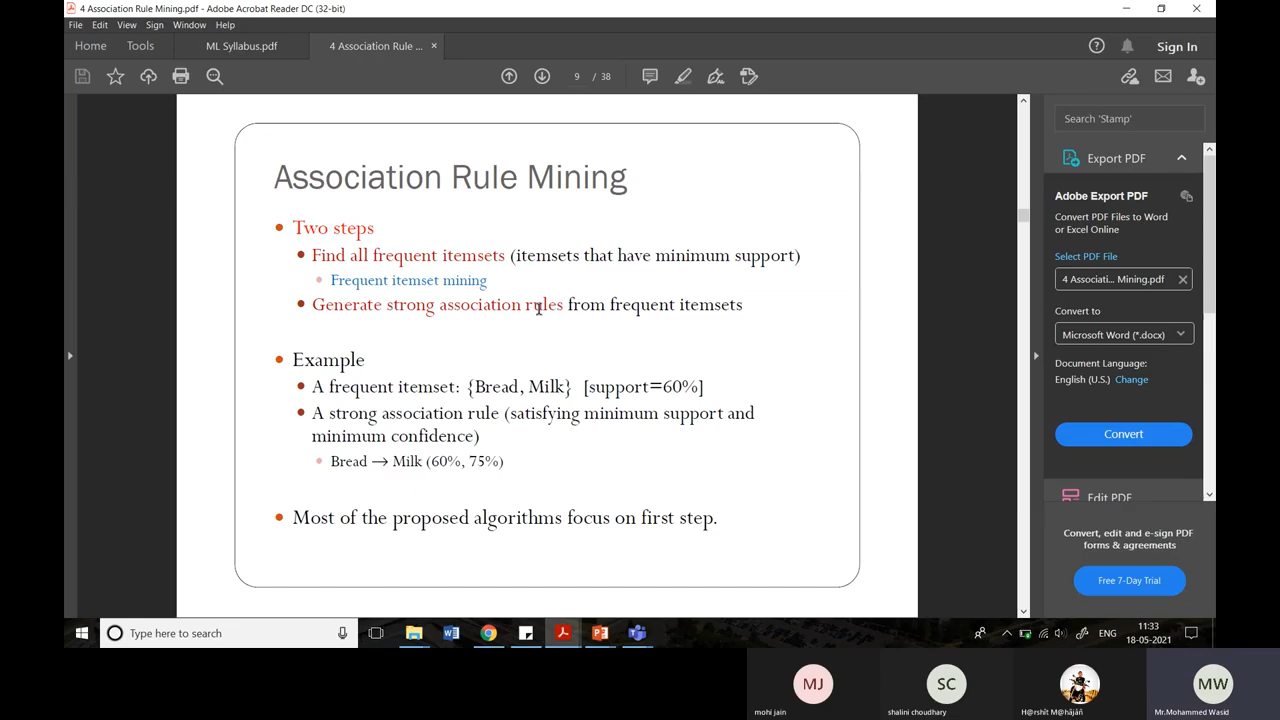 4 Association Rule Mining.pdf - Adobe Acrobat Reader DC (32-bit)
File Edit View Sign Window Help
Home Tools ML Syllabus.pdf 4 Association Rule ... × Sign In
9 / 38
Search 'Stamp'
Export PDF
Adobe Export PDF
Convert PDF Files to Word
or Excel Online
Select PDF File
4 Associati... Mining.pdf
Convert to
Microsoft Word (*.docx)
Document Language:
English (U.S.) Change
Convert
Edit PDF
Convert, edit and e-sign PDF
forms & agreements
Free 7-Day Trial
Association Rule Mining
• Two steps
• Find all frequent itemsets (itemsets that have minimum support)
• Frequent itemset mining
• Generate strong association rules from frequent itemsets
• Example
• A frequent itemset: {Bread, Milk} [support=60%]
• A strong association rule (satisfying minimum support and
minimum confidence)
• Bread → Milk (60%, 75%)
• Most of the proposed algorithms focus on first step.
Type here to search
ENG
11:33
18-05-2021
MJ
mohi jain
SC
shalini choudhary
H@rshït M@hãjáñ
MW
Mr.Mohammed Wasid